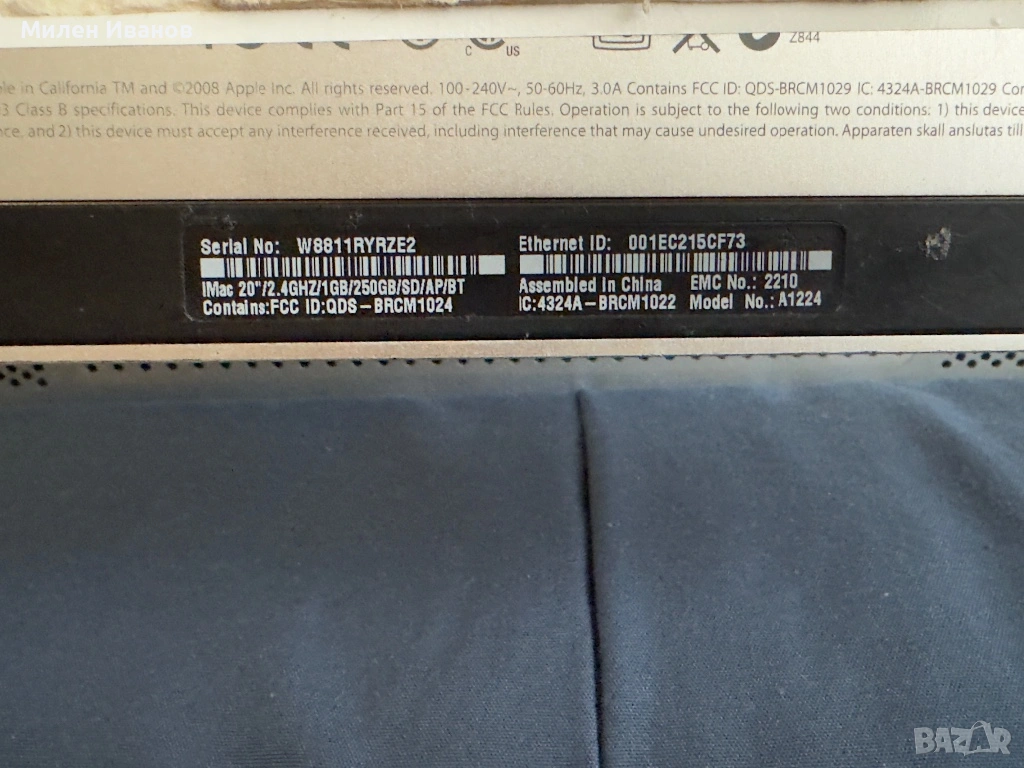 Милен Иванов
C US
Z844
le in California TM and ©2008 Apple Inc. All rights reserved. 100-240V~, 50-60Hz, 3.0A Contains FCC ID: QDS-BRCM1029 IC: 4324A-BRCM1029 Con
3 Class B specifications. This device complies with Part 15 of the FCC Rules. Operation is subject to the following two conditions: 1) this device
nce, and 2) this device must accept any interference received, including interference that may cause undesired operation. Apparaten skall anslutas till
Serial No: W8811RYRZE2
iMac 20"/2.4GHZ/1GB/250GB/SD/AP/BT
Contains:FCC ID:QDS-BRCM1024
Ethernet ID: 001EC215CF73
Assembled In China EMC No.: 2210
IC:4324A-BRCM1022 Model No.: A1224
BAZAR